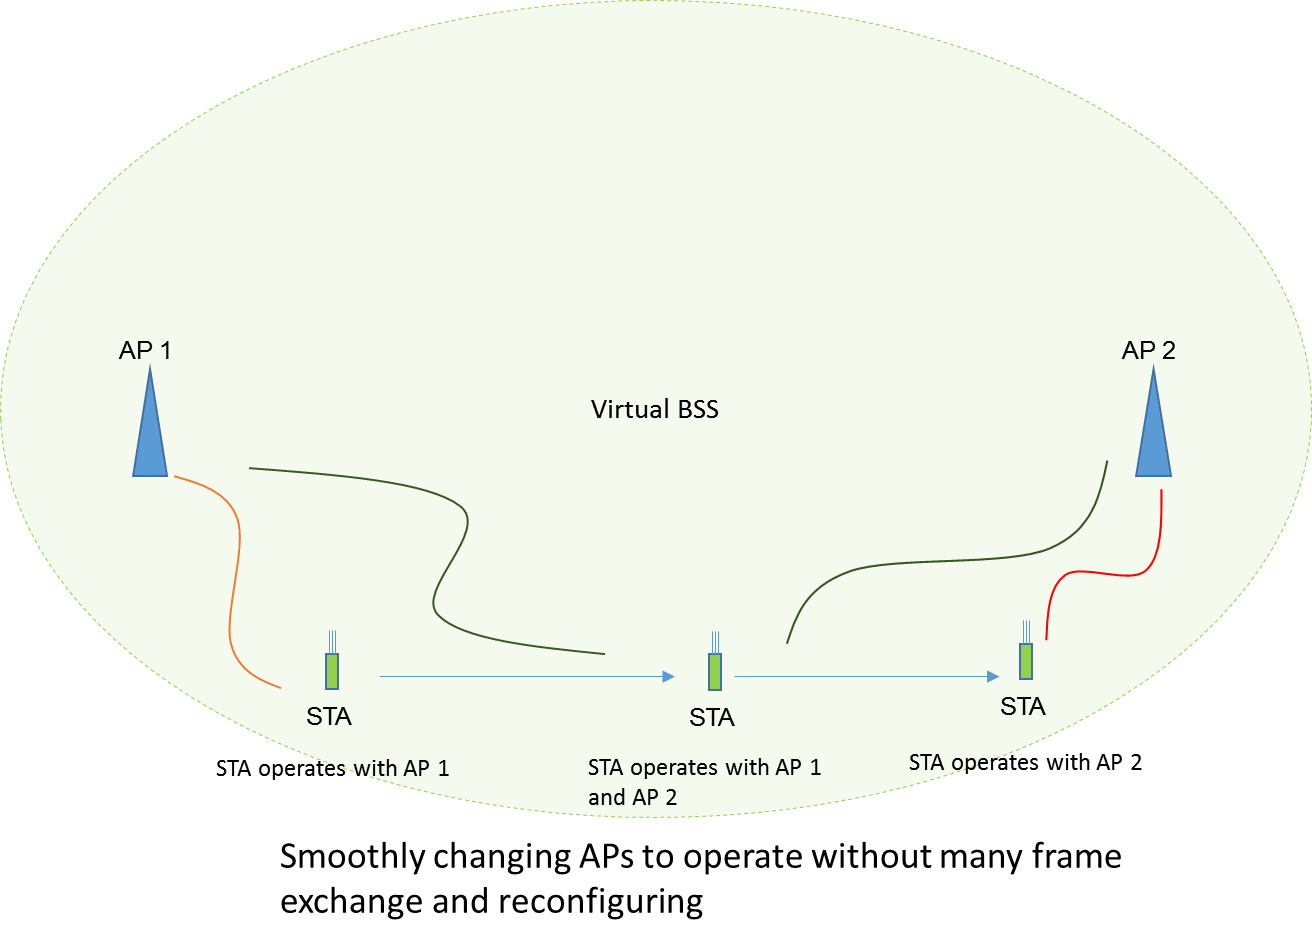 AP 1
AP 2
Virtual BSS
STA
STA
STA
STA operates with AP 1
STA operates with AP 1
and AP 2
STA operates with AP 2
Smoothly changing APs to operate without many frame
exchange and reconfiguring